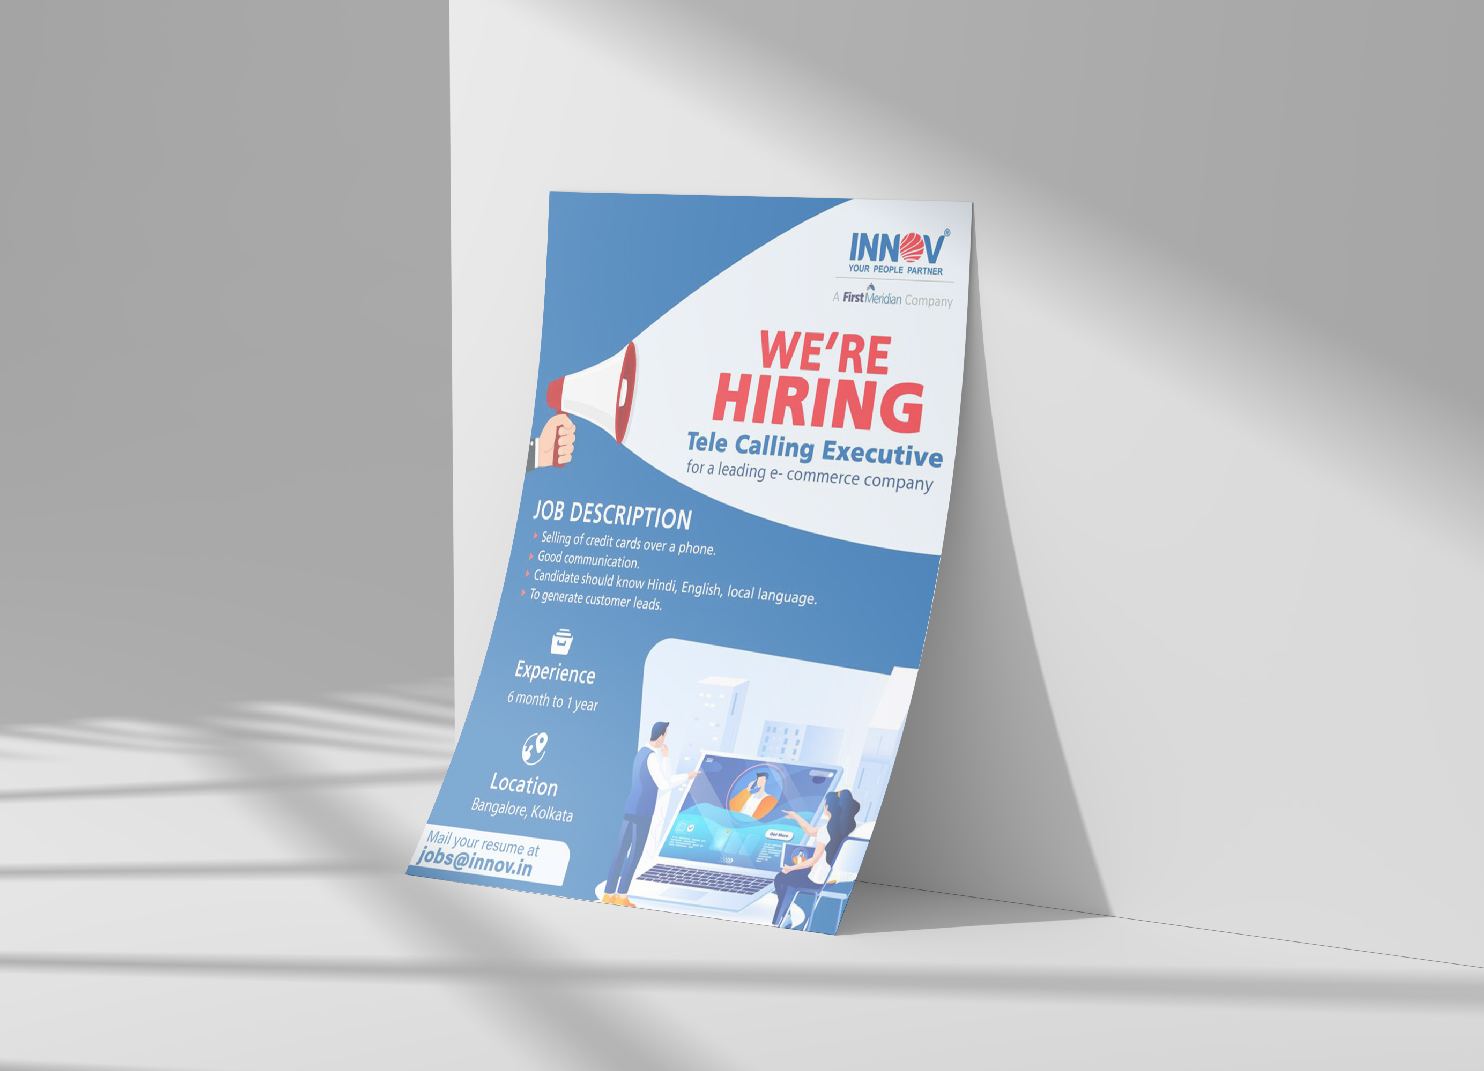 INNOV®
YOUR PEOPLE PARTNER
A FirstMeridian Company
WE'RE
HIRING
Tele Calling Executive
for a leading e- commerce company
JOB DESCRIPTION
Selling of credit cards over a phone.
Good communication.
Candidate should know Hindi, English, local language.
To generate customer leads.
Experience
6 month to 1 year
Location
Bangalore, Kolkata
Mail your resume at
jobs@innov.in